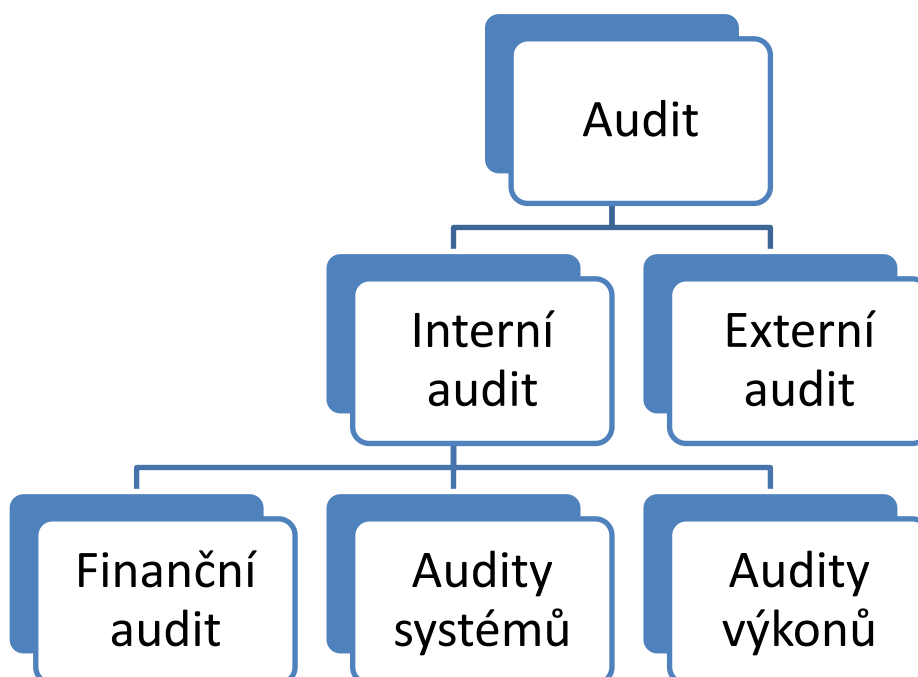 Audit
Interní
audit
Externí
audit
Finanční
audit
Audity
systémů
Audity
výkonů